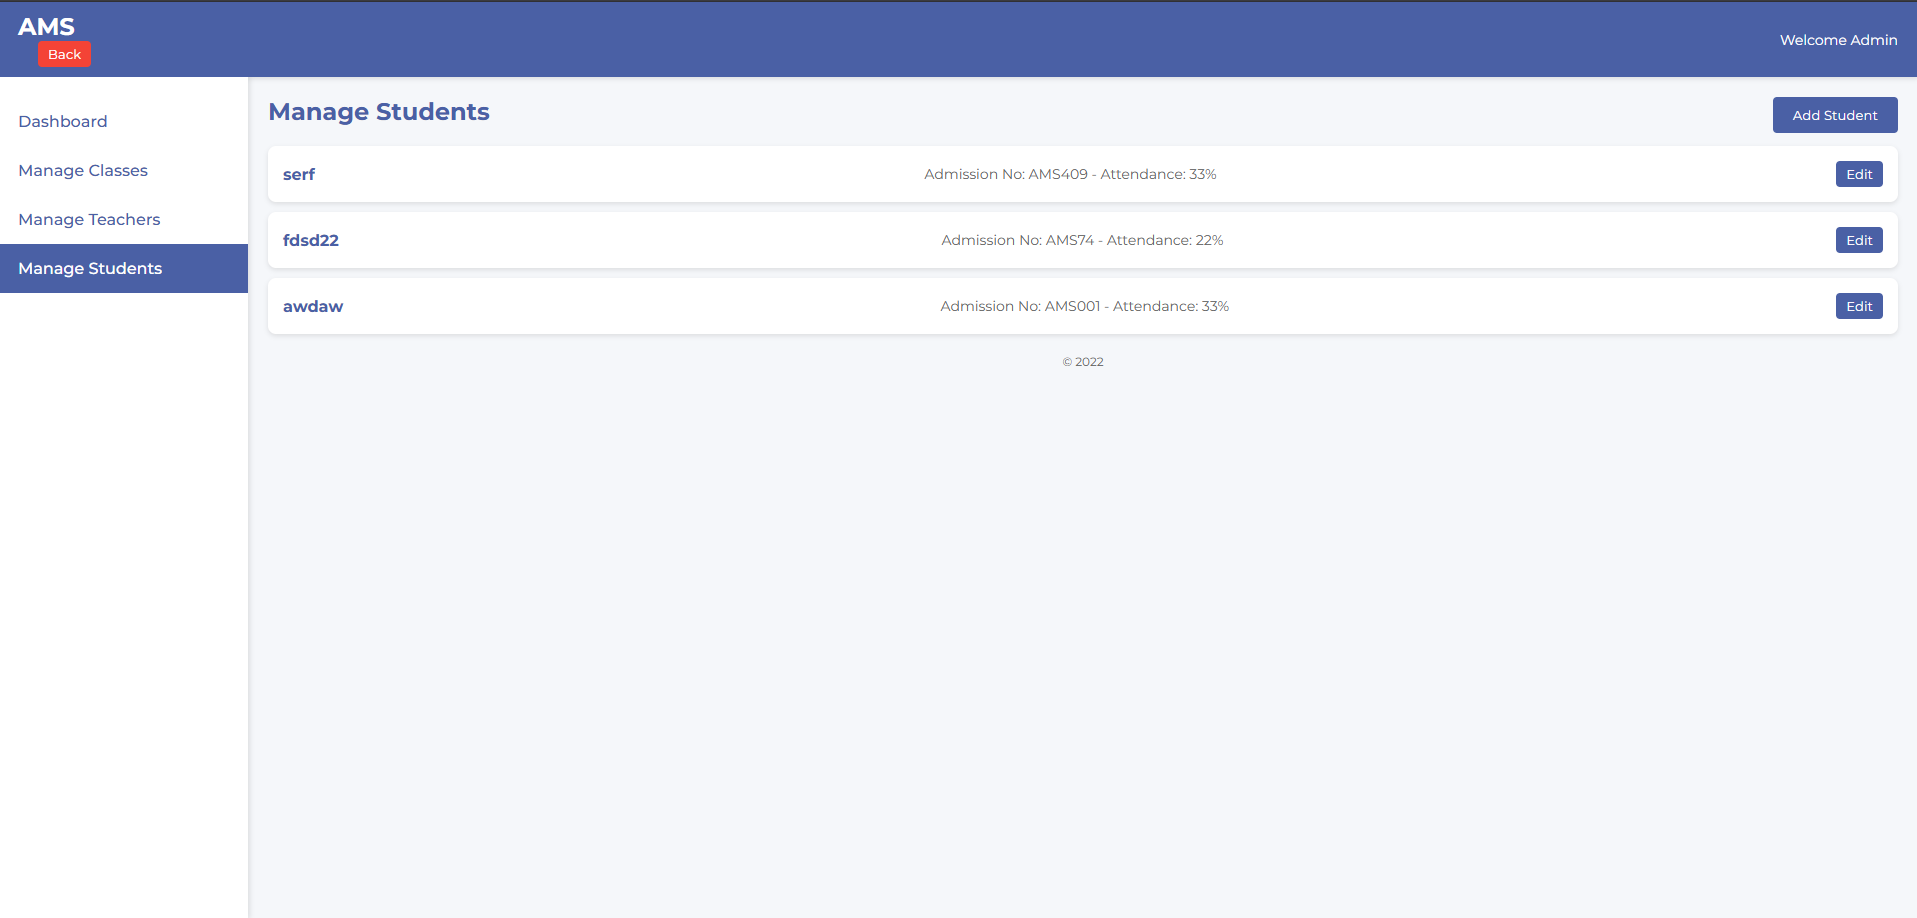 AMS
Back
Welcome Admin
Dashboard
Manage Classes
Manage Teachers
Manage Students
Manage Students
Add Student
serf Admission No: AMS409 - Attendance: 33% Edit
fdsd22 Admission No: AMS74 - Attendance: 22% Edit
awdaw Admission No: AMS001 - Attendance: 33% Edit
© 2022